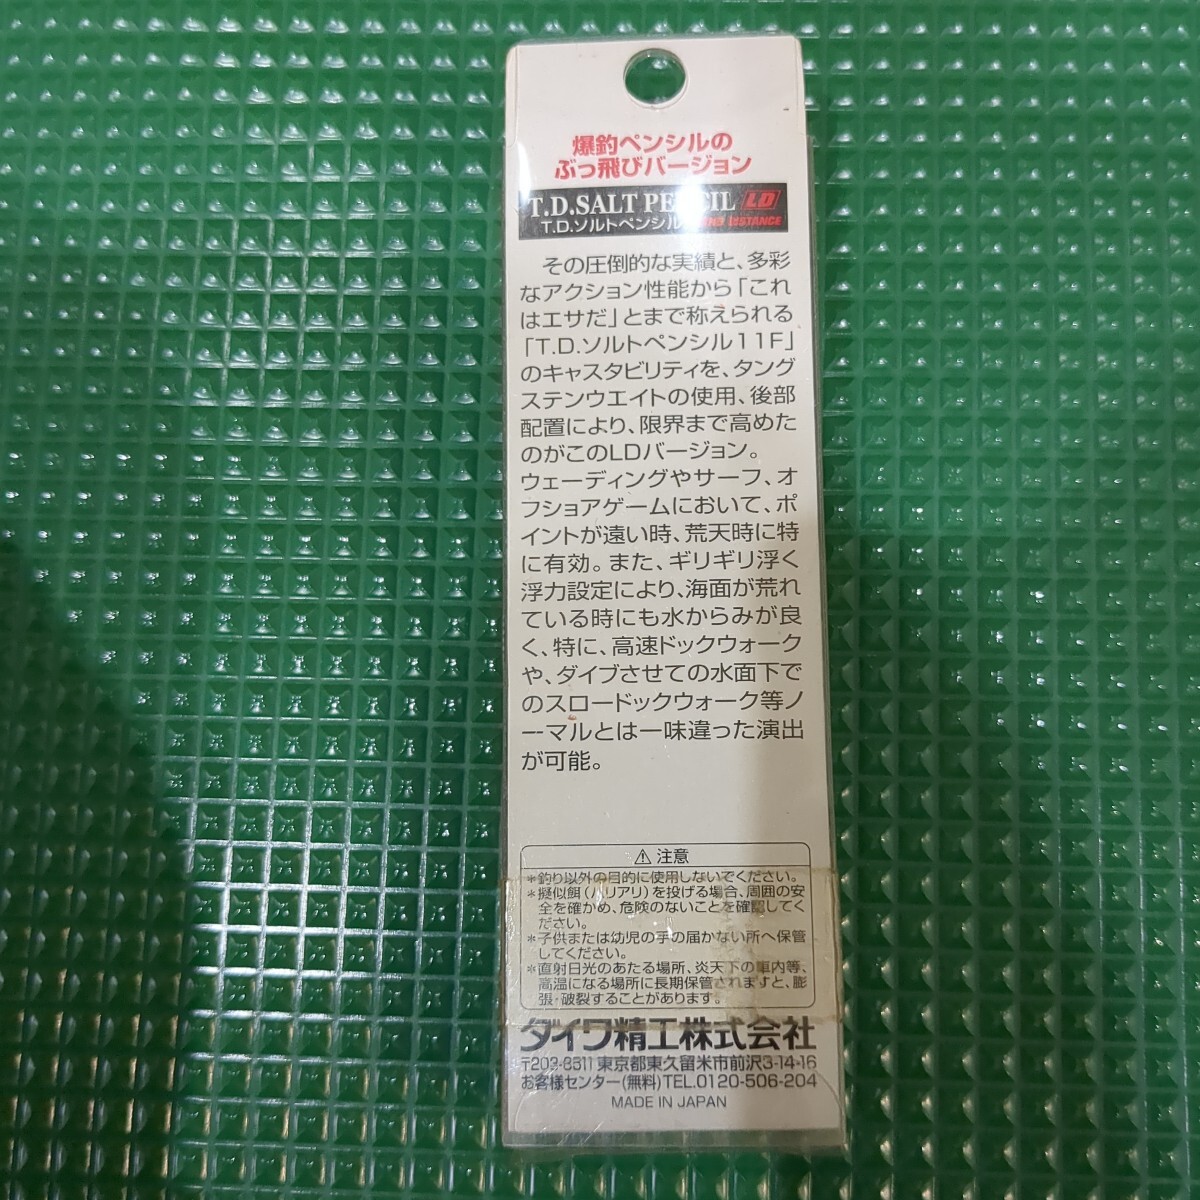 爆釣ペンシルの
ぶっ飛びバージョン
T.D.SALT PENCIL LD
T.D.ソルトペンシル
その圧倒的な実績と、多彩
なアクション性能から「これ
はエサだ」とまで称えられる
「T.D.ソルトペンシル11F」
のキャスタビリティを、タング
ステンウエイトの使用、後部
配置により、限界まで高めた
のがこのLDバージョン。
ウェーディングやサーフ、オ
フショアゲームにおいて、ポ
イントが遠い時、荒天時に特
に有効。また、ギリギリ浮く
浮力設定により、海面が荒れ
ている時にも水からみが良
く、特に、高速ドックウォーク
や、ダイブさせての水面下で
のスロードックウォーク等ノ
ーマルとは一味違った演出
が可能。
⚠注意
*釣り以外の目的に使用しないでください。
*擬似餌(ハリアリ)を投げる場合、周囲の安
全を確かめ、危険のないことを確認してく
ださい。
*子供または幼児の手の届かない所へ保管
してください。
*直射日光のあたる場所、炎天下の車内等、
高温になる場所に長期保管されますと、膨
張・破裂することがあります。
ダイワ精工株式会社
〒203-8511 東京都東久留米市前沢3-14-16
お客様センター(無料)TEL.0120-506-204
MADE IN JAPAN